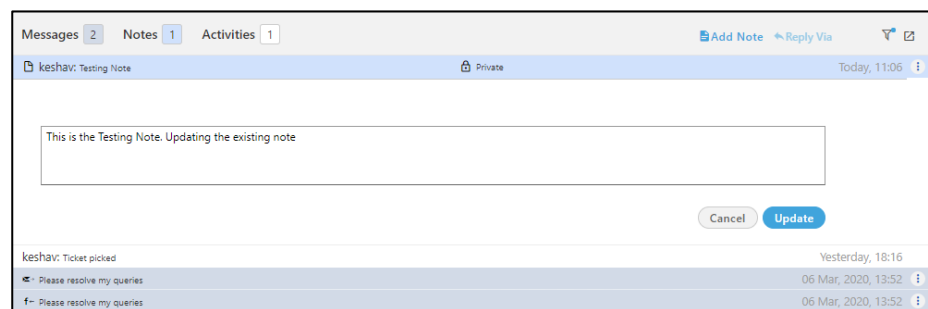 Messages 2 Notes 1 Activities 1 Add Note Reply Via
keshav: Testing Note Private Today, 11:06
This is the Testing Note. Updating the existing note
Cancel Update
keshav: Ticket picked Yesterday, 18:16
Please resolve my queries 06 Mar, 2020, 13:52
Please resolve my queries 06 Mar, 2020, 13:52